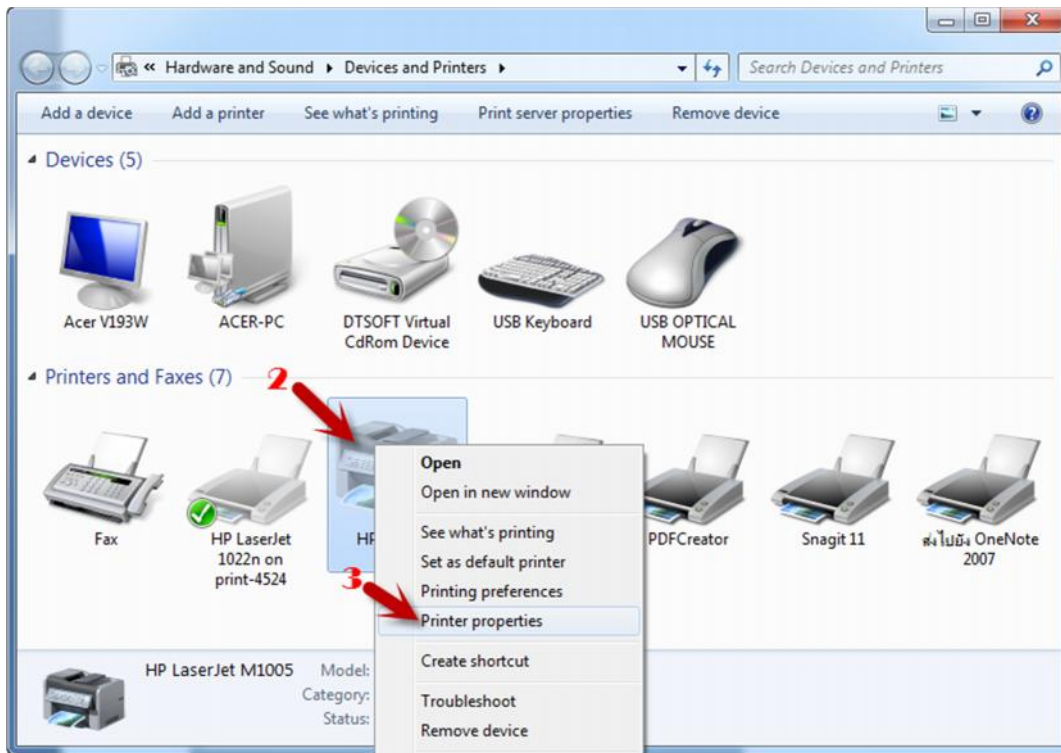 « Hardware and Sound ▸ Devices and Printers ▸ Search Devices and Printers
Add a device Add a printer See what's printing Print server properties Remove device
Devices (5)
Acer V193W
ACER-PC
DTSOFT Virtual
CdRom Device
USB Keyboard
USB OPTICAL
MOUSE
Printers and Faxes (7)
2
Fax
HP LaserJet
1022n on
print-4524
HP
PDFCreator
Snagit 11
ส่งไปยัง OneNote
2007
Open
Open in new window
See what's printing
Set as default printer
Printing preferences
3
Printer properties
Create shortcut
Troubleshoot
Remove device
HP LaserJet M1005 Model:
Category:
Status: